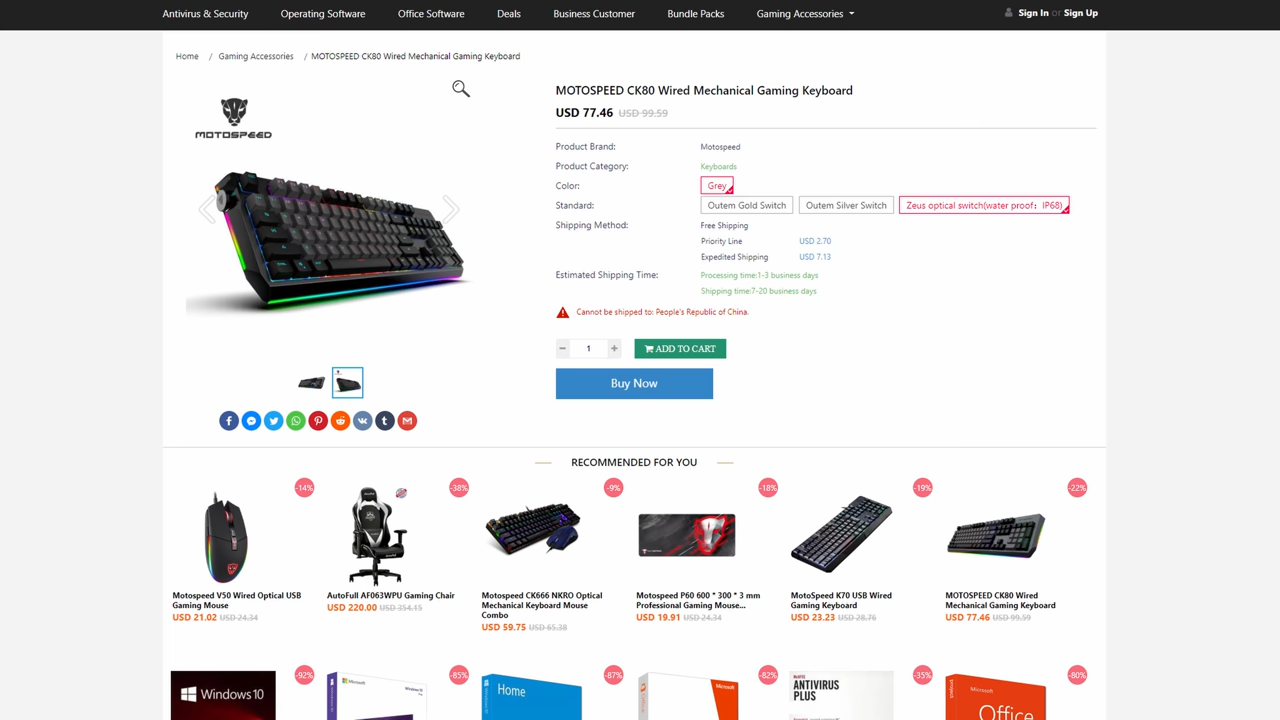 Antivirus & Security Operating Software Office Software Deals Business Customer Bundle Packs Gaming Accessories Sign In or Sign Up
Home / Gaming Accessories / MOTOSPEED CK80 Wired Mechanical Gaming Keyboard
MOTOSPEED
MOTOSPEED CK80 Wired Mechanical Gaming Keyboard
USD 77.46 USD 99.59
Product Brand: Motospeed
Product Category: Keyboards
Color: Grey
Standard: Outem Gold Switch Outem Silver Switch Zeus optical switch(water proof：IP68)
Shipping Method: Free Shipping
Priority Line USD 2.70
Expedited Shipping USD 7.13
Estimated Shipping Time: Processing time:1-3 business days
Shipping time:7-20 business days
Cannot be shipped to: People's Republic of China.
− 1 + ADD TO CART
Buy Now
RECOMMENDED FOR YOU
-14% -38% -9% -18% -19% -22%
Motospeed V50 Wired Optical USB
Gaming Mouse
USD 21.02 USD 24.34
AutoFull AF063WPU Gaming Chair
USD 220.00 USD 354.15
Motospeed CK666 NKRO Optical
Mechanical Keyboard Mouse
Combo
USD 59.75 USD 65.38
Motospeed P60 600 * 300 * 3 mm
Professional Gaming Mouse...
USD 19.91 USD 24.34
MotoSpeed K70 USB Wired
Gaming Keyboard
USD 23.23 USD 28.76
MOTOSPEED CK80 Wired
Mechanical Gaming Keyboard
USD 77.46 USD 99.59
-92% -85% -87% -82% -35% -80%
Windows 10
Microsoft
Home
Microsoft
ANTIVIRUS
PLUS
Microsoft
Office